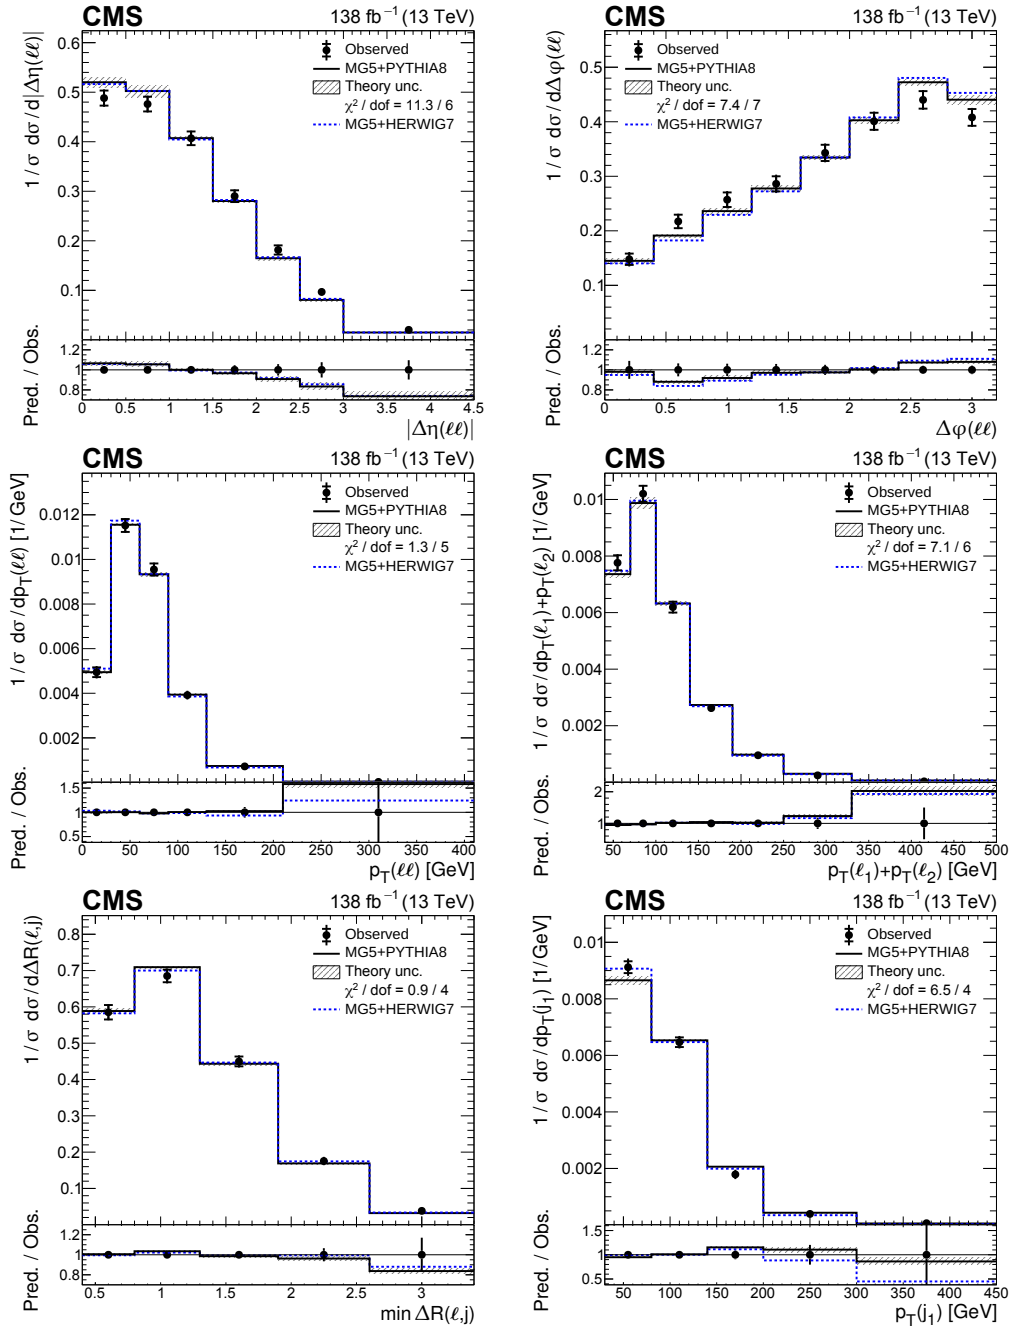 CMS 138 fb⁻¹ (13 TeV)
1 / σ dσ / d|Δη(ℓℓ)|
0.6
0.5
0.4
0.3
0.2
0.1
Observed
MG5+PYTHIA8
Theory unc.
χ² / dof = 11.3 / 6
MG5+HERWIG7
Pred. / Obs.
1.2
1
0.8
0 0.5 1 1.5 2 2.5 3 3.5 4 4.5
|Δη(ℓℓ)|
CMS 138 fb⁻¹ (13 TeV)
1 / σ dσ / dΔφ(ℓℓ)
0.5
0.4
0.3
0.2
0.1
Observed
MG5+PYTHIA8
Theory unc.
χ² / dof = 7.4 / 7
MG5+HERWIG7
Pred. / Obs.
1.2
1
0.8
0 0.5 1 1.5 2 2.5 3
Δφ(ℓℓ)
CMS 138 fb⁻¹ (13 TeV)
1 / σ dσ / dp_T(ℓℓ) [1/GeV]
0.012
0.01
0.008
0.006
0.004
0.002
Observed
MG5+PYTHIA8
Theory unc.
χ² / dof = 1.3 / 5
MG5+HERWIG7
Pred. / Obs.
1.5
1
0.5
0 50 100 150 200 250 300 350 400
p_T(ℓℓ) [GeV]
CMS 138 fb⁻¹ (13 TeV)
1 / σ dσ / dp_T(ℓ₁)+p_T(ℓ₂) [1/GeV]
0.01
0.008
0.006
0.004
0.002
Observed
MG5+PYTHIA8
Theory unc.
χ² / dof = 7.1 / 6
MG5+HERWIG7
Pred. / Obs.
2
1
50 100 150 200 250 300 350 400 450 500
p_T(ℓ₁)+p_T(ℓ₂) [GeV]
CMS 138 fb⁻¹ (13 TeV)
1 / σ dσ / dΔR(ℓ,j)
0.8
0.7
0.6
0.5
0.4
0.3
0.2
0.1
Observed
MG5+PYTHIA8
Theory unc.
χ² / dof = 0.9 / 4
MG5+HERWIG7
Pred. / Obs.
1.2
1
0.8
0.5 1 1.5 2 2.5 3
min ΔR(ℓ,j)
CMS 138 fb⁻¹ (13 TeV)
1 / σ dσ / dp_T(j₁) [1/GeV]
0.01
0.008
0.006
0.004
0.002
Observed
MG5+PYTHIA8
Theory unc.
χ² / dof = 6.5 / 4
MG5+HERWIG7
Pred. / Obs.
1.5
1
0.5
50 100 150 200 250 300 350 400 450
p_T(j₁) [GeV]